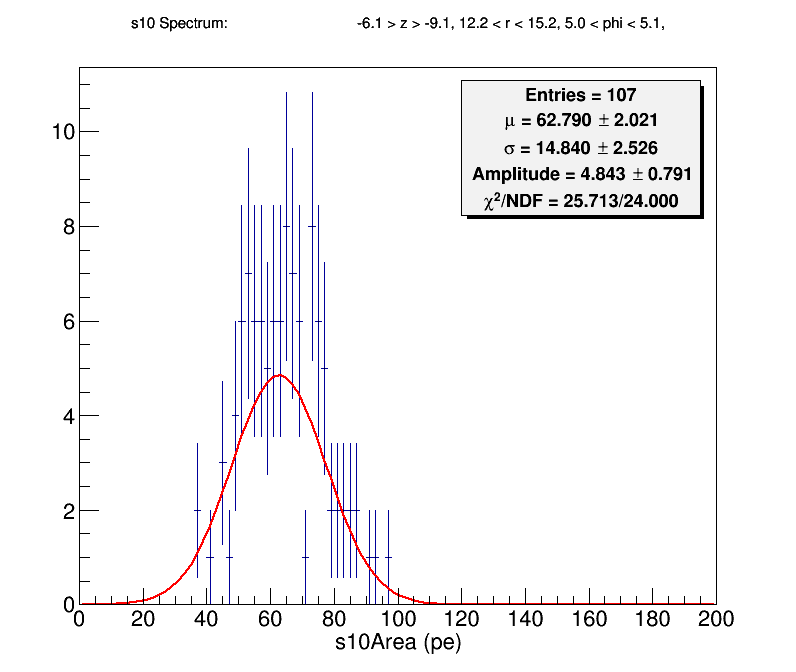 s10 Spectrum: -6.1 > z > -9.1, 12.2 < r < 15.2, 5.0 < phi < 5.1,
Entries = 107
μ = 62.790 ± 2.021
σ = 14.840 ± 2.526
Amplitude = 4.843 ± 0.791
χ²/NDF = 25.713/24.000
10
8
6
4
2
0
0 20 40 60 80 100 120 140 160 180 200
s10Area (pe)